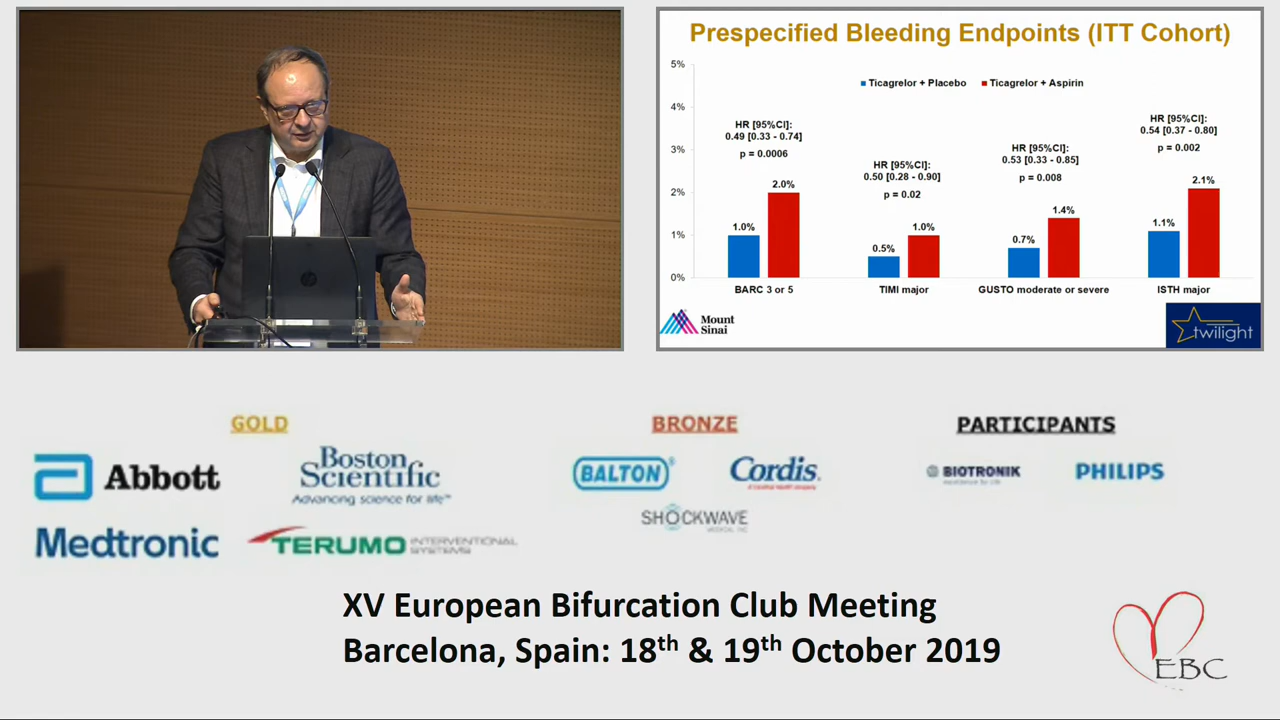 Prespecified Bleeding Endpoints (ITT Cohort)
5%
4%
3%
2%
1%
0%
Ticagrelor + Placebo
Ticagrelor + Aspirin
HR [95%CI]:
0.49 [0.33 - 0.74]
p = 0.0006
1.0%
2.0%
BARC 3 or 5
HR [95%CI]:
0.50 [0.28 - 0.90]
p = 0.02
0.5%
1.0%
TIMI major
HR [95%CI]:
0.53 [0.33 - 0.85]
p = 0.008
0.7%
1.4%
GUSTO moderate or severe
HR [95%CI]:
0.54 [0.37 - 0.80]
p = 0.002
1.1%
2.1%
ISTH major
Mount
Sinai
twilight
GOLD
Abbott
Boston
Scientific
Advancing science for life™
Medtronic
TERUMO INTERVENTIONAL
SYSTEMS
BRONZE
BALTON®
Cordis
SHOCKWAVE
PARTICIPANTS
BIOTRONIK
PHILIPS
XV European Bifurcation Club Meeting
Barcelona, Spain: 18th & 19th October 2019
EBC